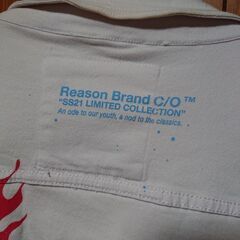 Reason Brand C/O ™
"SS21 LIMITED COLLECTION"
An ode to our youth, a nod to the classics.